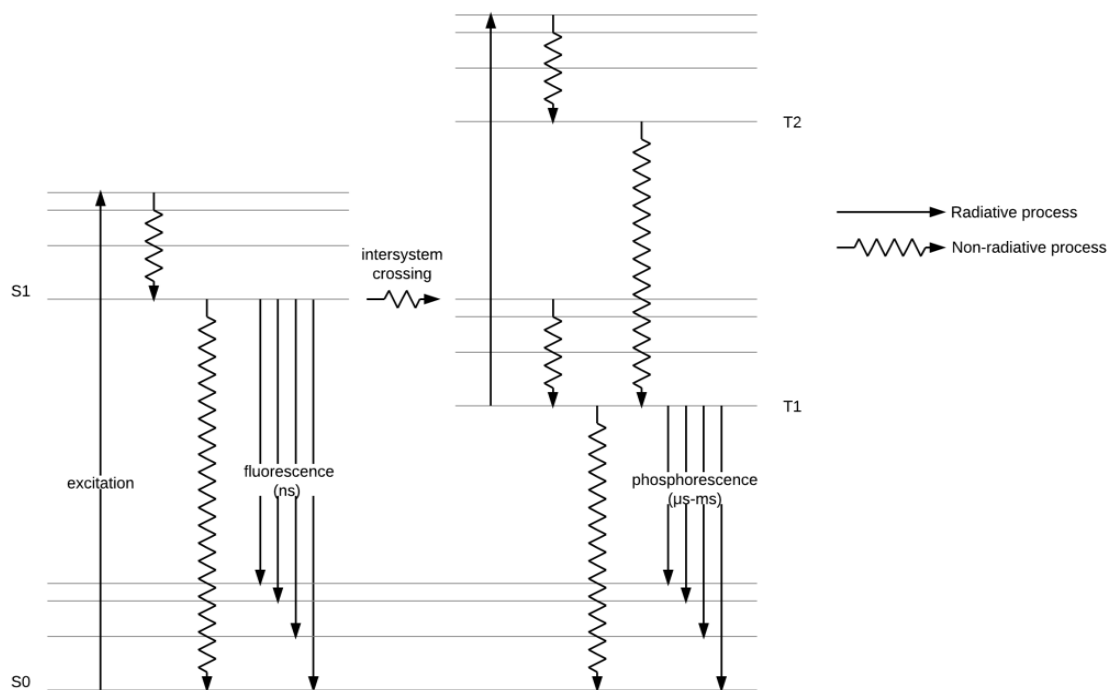 T2
Radiative process
Non-radiative process
intersystem
crossing
S1
T1
excitation
fluorescence
(ns)
phosphorescence
(μs-ms)
S0